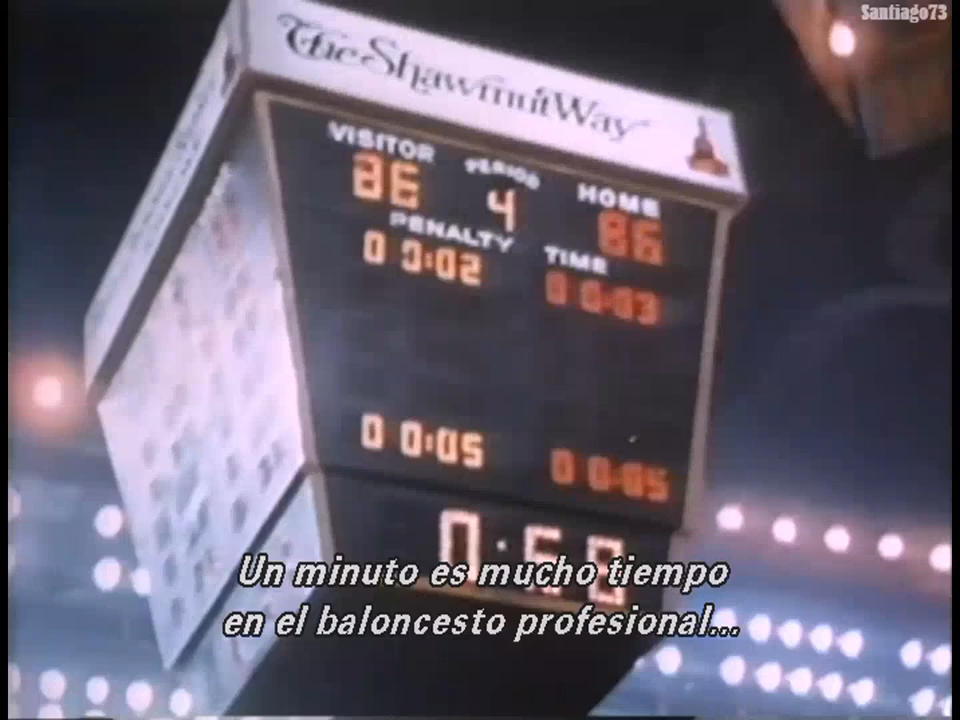 Santiago73
The Shawmut Way
VISITOR PERIOD HOME
86 4 86
PENALTY TIME
0 0:02 0 0:03
0 0:05 0 0:05
Un minuto es mucho tiempo
en el baloncesto profesional...